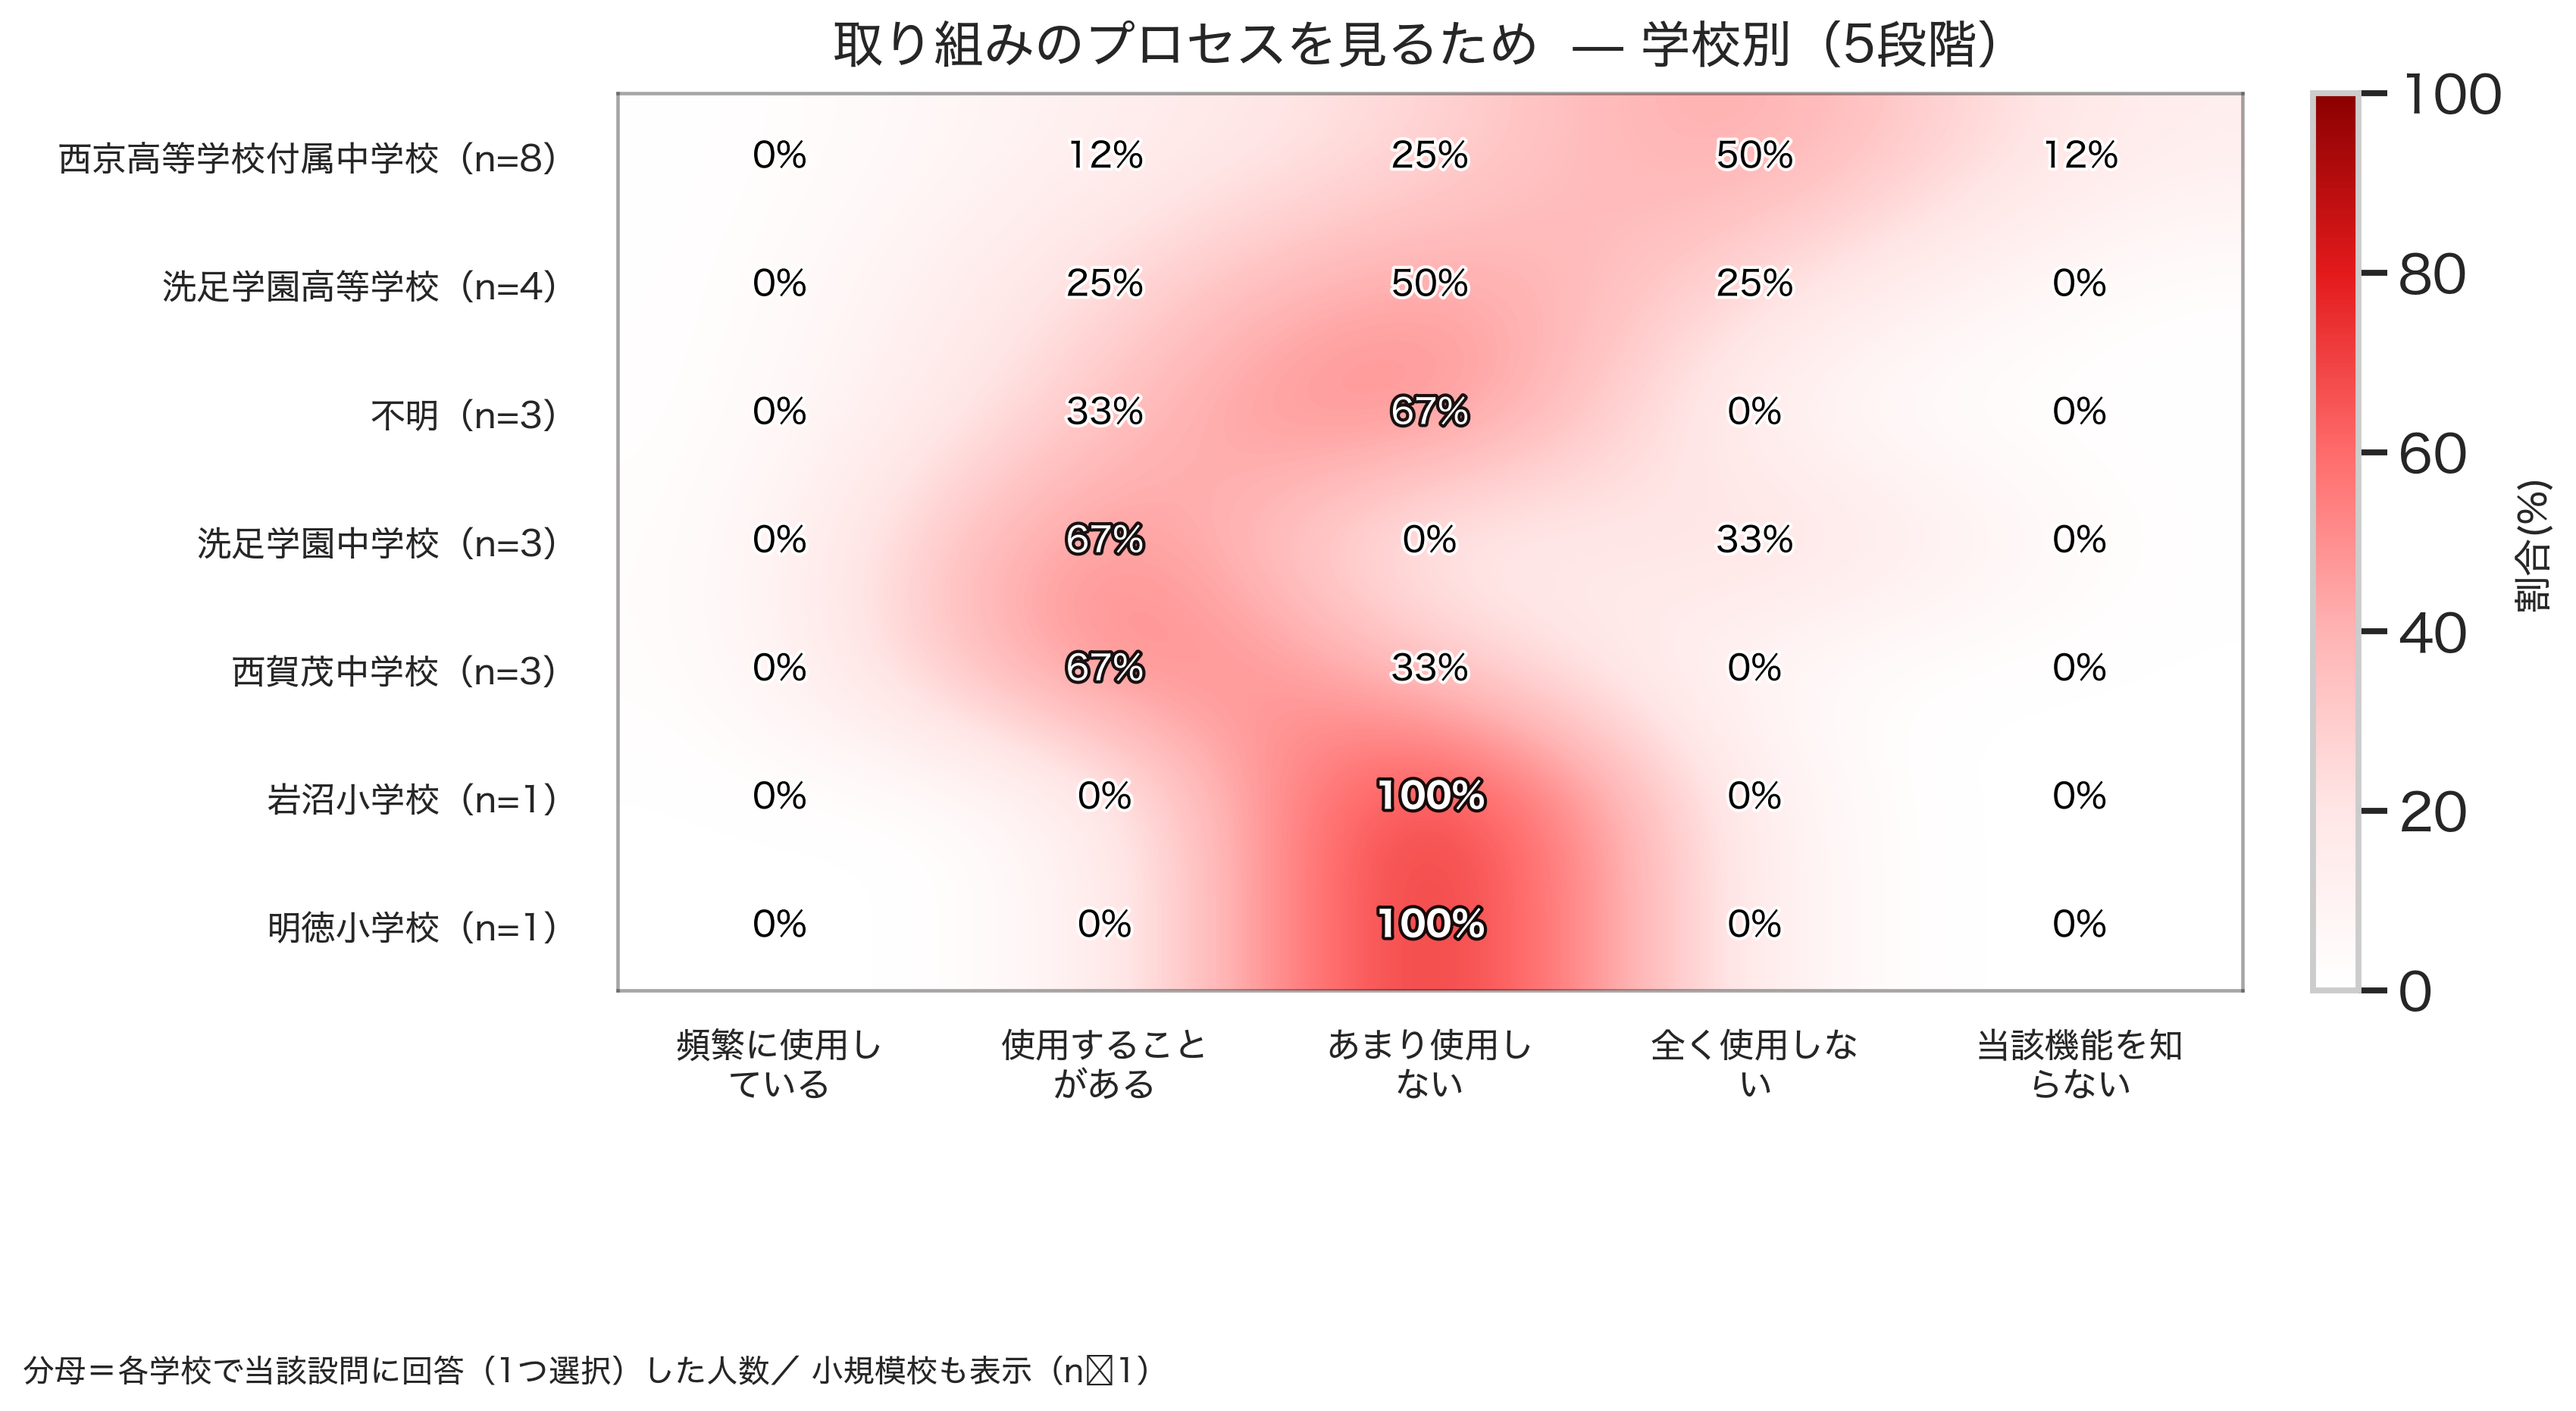 取り組みのプロセスを見るため — 学校別（5段階）
西京高等学校付属中学校（n=8） 0% 12% 25% 50% 12%
洗足学園高等学校（n=4） 0% 25% 50% 25% 0%
不明（n=3） 0% 33% 67% 0% 0%
洗足学園中学校（n=3） 0% 67% 0% 33% 0%
西賀茂中学校（n=3） 0% 67% 33% 0% 0%
岩沼小学校（n=1） 0% 0% 100% 0% 0%
明徳小学校（n=1） 0% 0% 100% 0% 0%
頻繁に使用し
ている
使用すること
がある
あまり使用し
ない
全く使用しな
い
当該機能を知
らない
100
80
60
40
20
0
割合(%)
分母＝各学校で当該設問に回答（1つ選択）した人数／ 小規模校も表示（n□1）